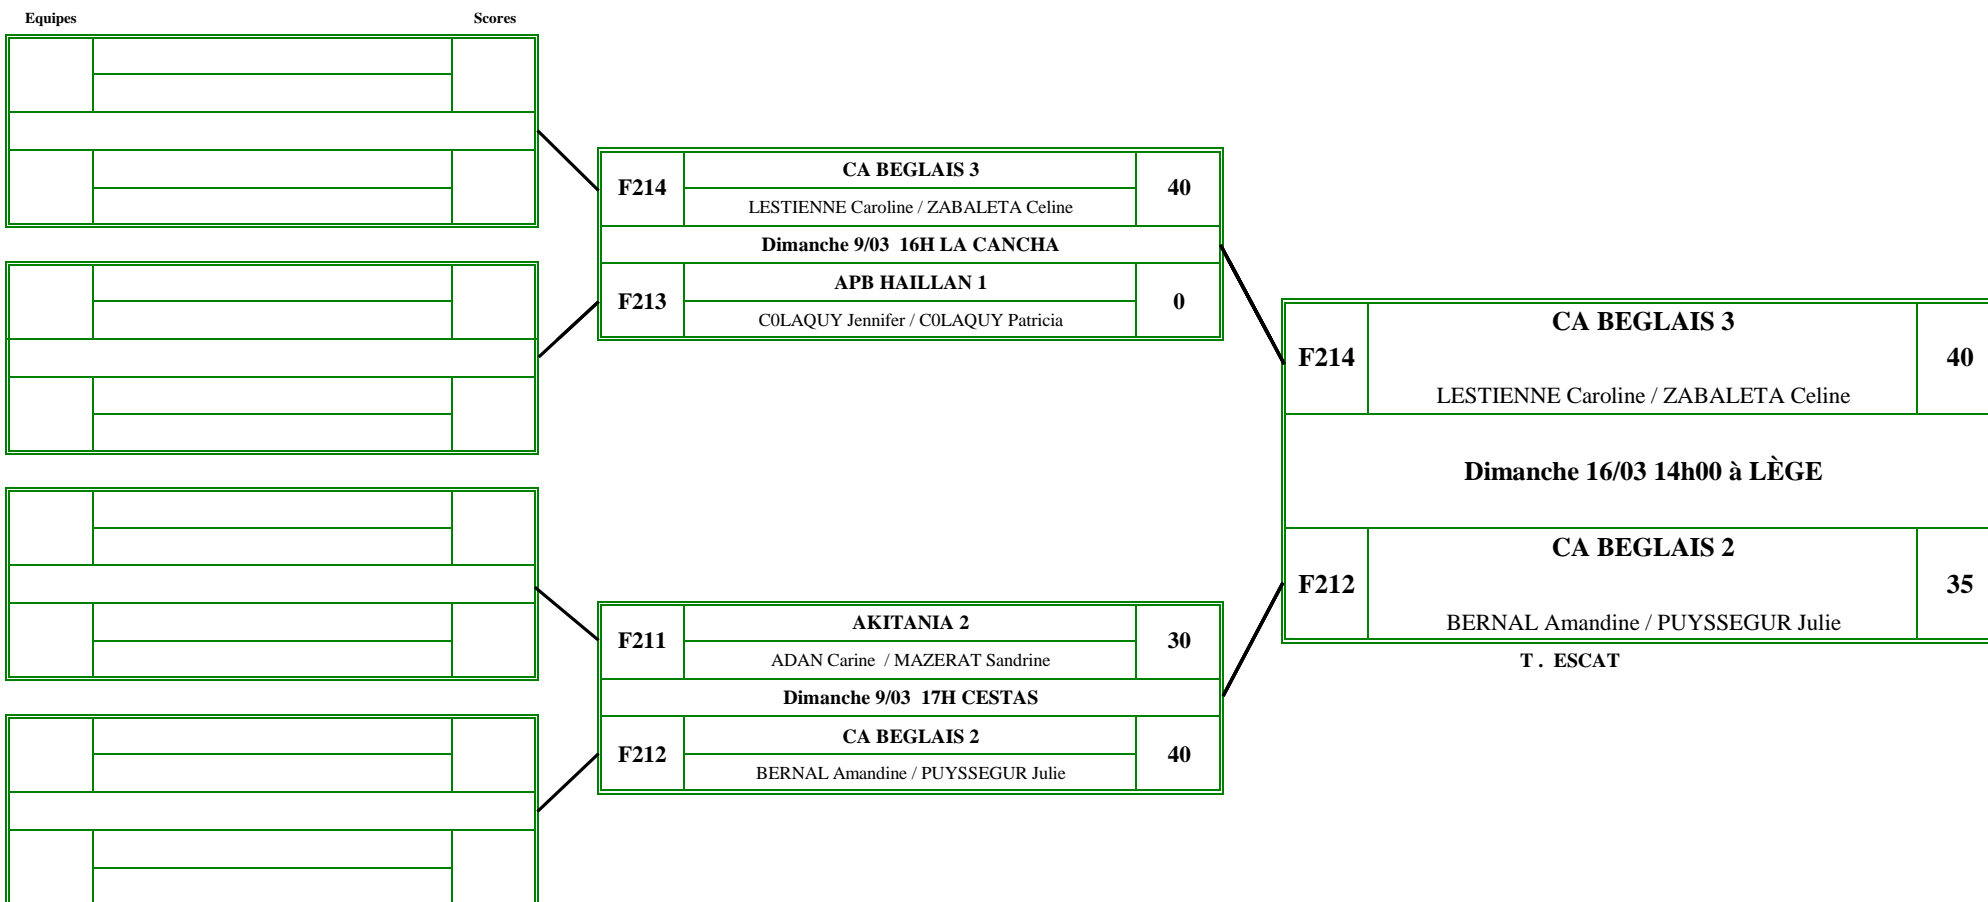 Equipes Scores
F214 CA BEGLAIS 3 40
LESTIENNE Caroline / ZABALETA Celine
Dimanche 9/03 16H LA CANCHA
F213 APB HAILLAN 1 0
C0LAQUY Jennifer / C0LAQUY Patricia
F214 CA BEGLAIS 3 40
LESTIENNE Caroline / ZABALETA Celine
Dimanche 16/03 14h00 à LÈGE
F212 CA BEGLAIS 2 35
BERNAL Amandine / PUYSSEGUR Julie
T . ESCAT
F211 AKITANIA 2 30
ADAN Carine / MAZERAT Sandrine
Dimanche 9/03 17H CESTAS
F212 CA BEGLAIS 2 40
BERNAL Amandine / PUYSSEGUR Julie